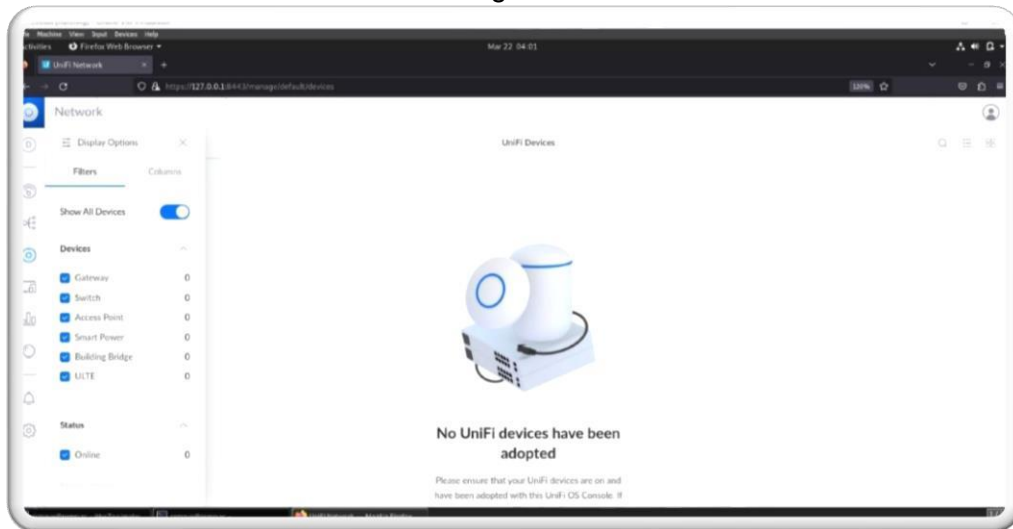 Machine View Input Devices Help
Firefox Web Browser
Mar 22 04:01
UniFi Network
https://127.0.0.1:8443/manage/default/devices
120%
Network
Display Options
UniFi Devices
Filters Columns
Show All Devices
Devices
Gateway 0
Switch 0
Access Point 0
Smart Power 0
Building Bridge 0
ULTE 0
Status
Online 0
No UniFi devices have been
adopted
Please ensure that your UniFi devices are on and
have been adopted with this UniFi OS Console. If